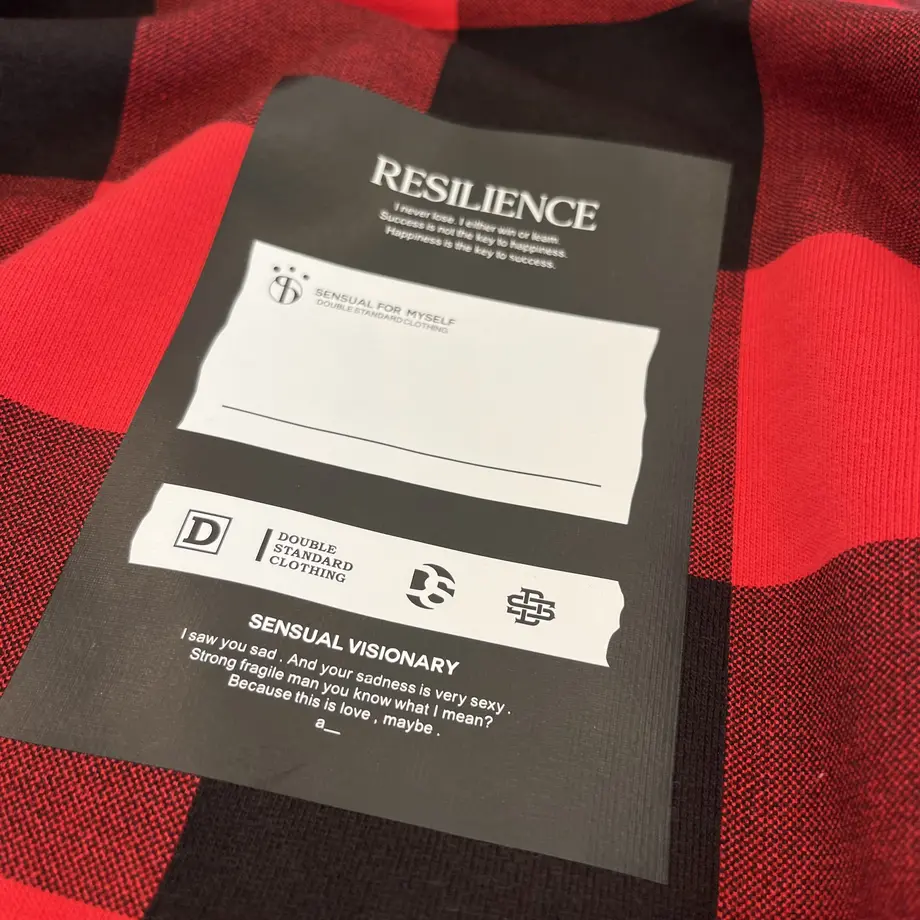 RESILIENCE
I never lose. I either win or learn.
Success is not the key to happiness.
Happiness is the key to success.
SENSUAL FOR MYSELF
DOUBLE STANDARD CLOTHING
D
DOUBLE
STANDARD
CLOTHING
DS
SENSUAL VISIONARY
I saw you sad . And your sadness is very sexy .
Strong fragile man you know what I mean?
Because this is love , maybe .
a__